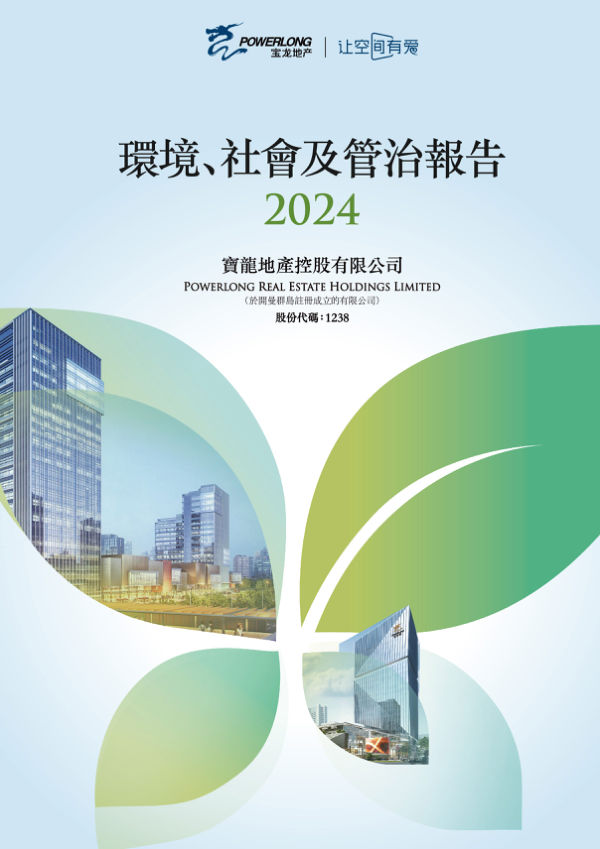 POWERLONG
宝龙地产
让空间有爱
環境、社會及管治報告
2024
寶龍地產控股有限公司
Powerlong Real Estate Holdings Limited
（於開曼群島註冊成立的有限公司）
股份代碼：1238